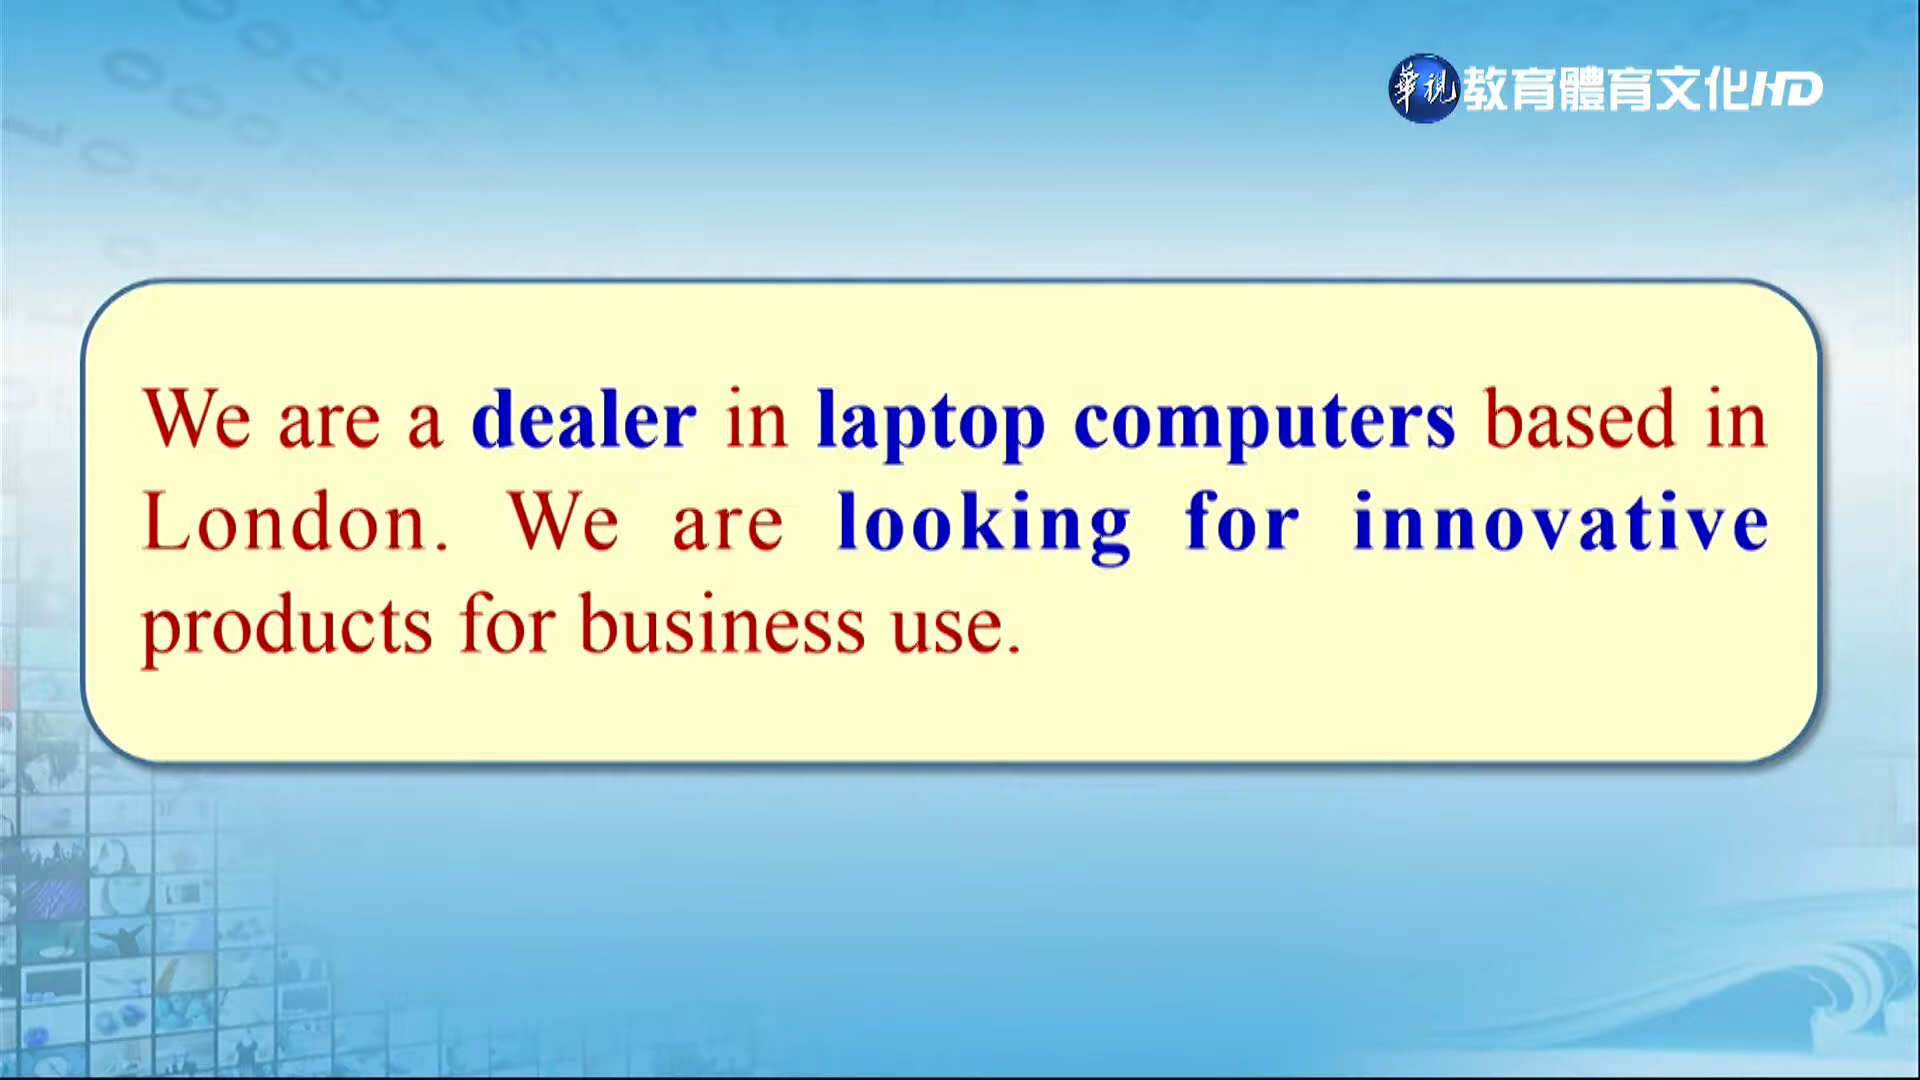 華視 教育體育文化HD
We are a dealer in laptop computers based in
London. We are looking for innovative
products for business use.